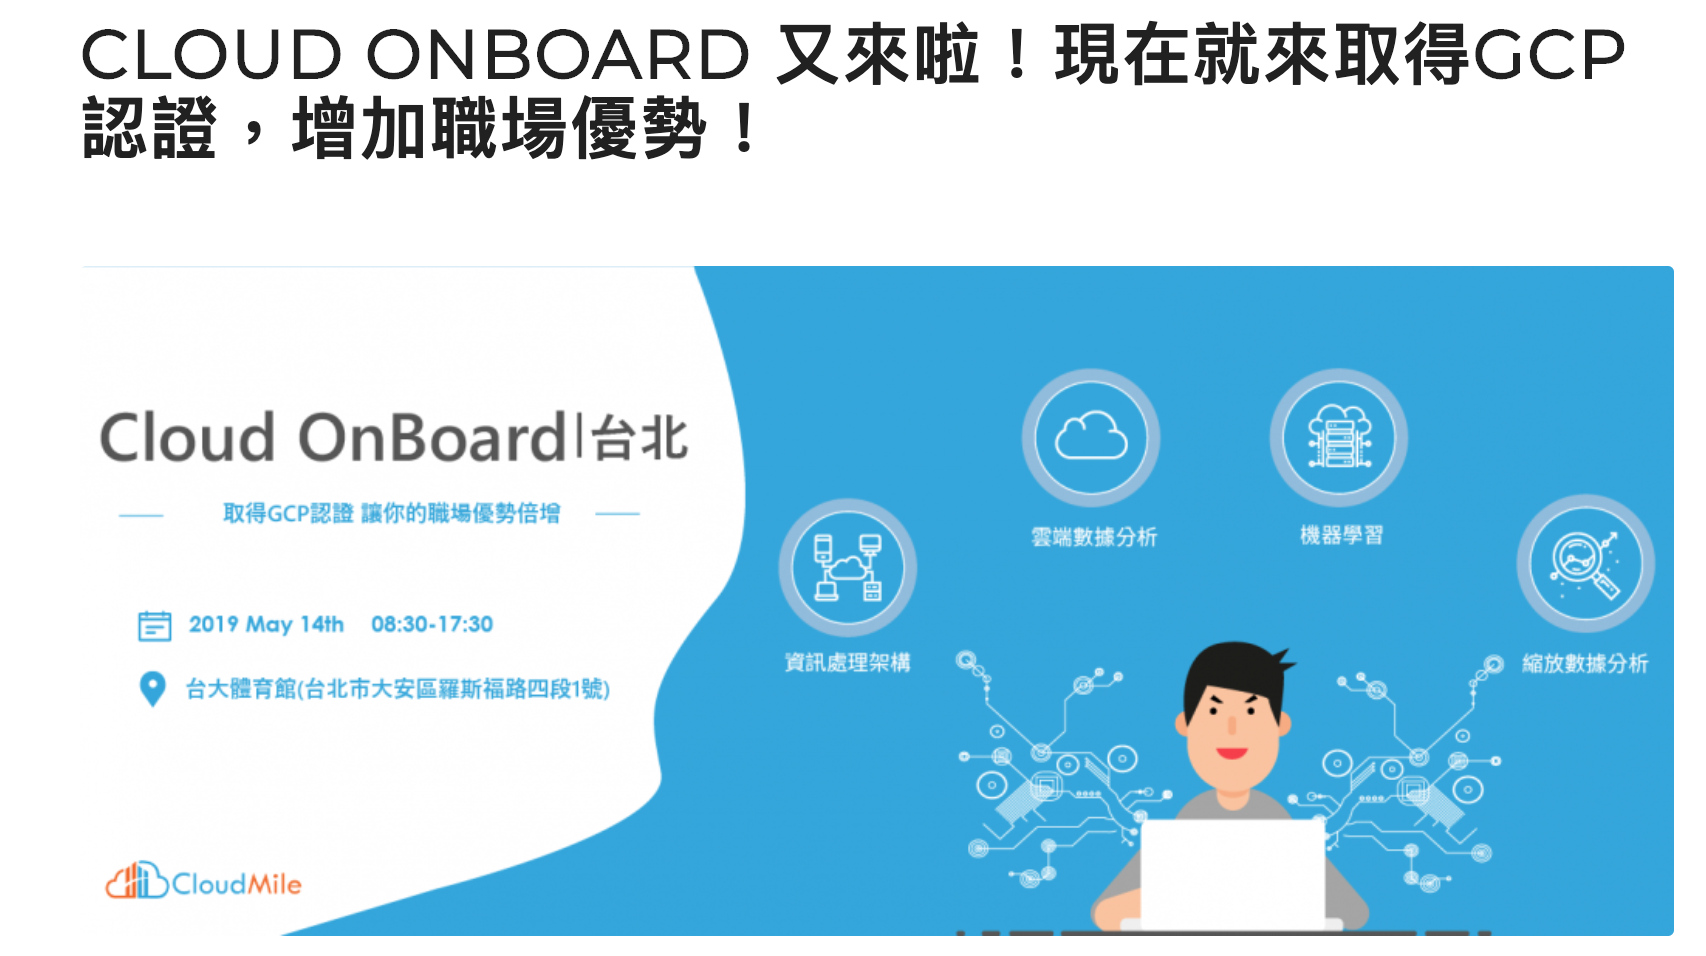 CLOUD ONBOARD 又來啦！現在就來取得GCP
認證，增加職場優勢！
Cloud OnBoard|台北
取得GCP認證 讓你的職場優勢倍增
2019 May 14th 08:30-17:30
台大體育館(台北市大安區羅斯福路四段1號)
CloudMile
資訊處理架構
雲端數據分析
機器學習
縮放數據分析